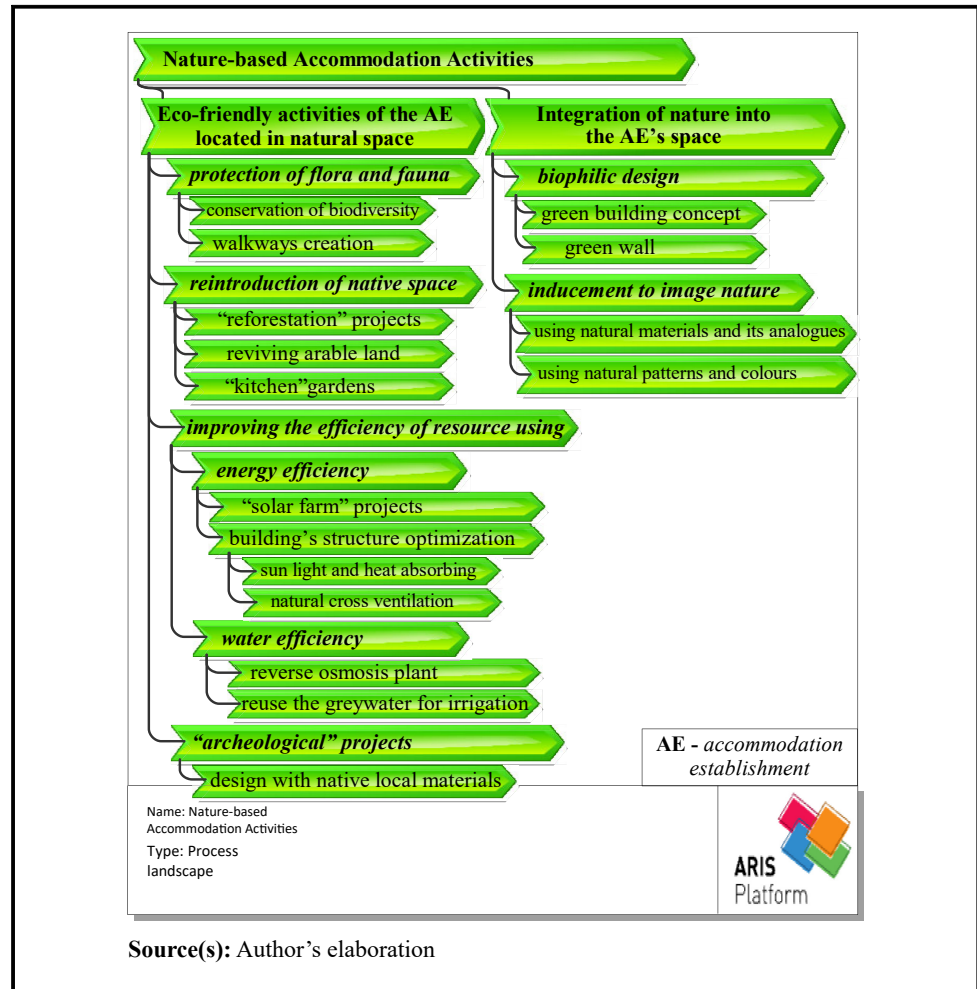 Nature-based Accommodation Activities
Eco-friendly activities of the AE
located in natural space
protection of flora and fauna
conservation of biodiversity
walkways creation
reintroduction of native space
“reforestation” projects
reviving arable land
“kitchen”gardens
improving the efficiency of resource using
energy efficiency
“solar farm” projects
building’s structure optimization
sun light and heat absorbing
natural cross ventilation
water efficiency
reverse osmosis plant
reuse the greywater for irrigation
“archeological” projects
design with native local materials
Integration of nature into
the AE’s space
biophilic design
green building concept
green wall
inducement to image nature
using natural materials and its analogues
using natural patterns and colours
AE - accommodation
establishment
Name: Nature-based
Accommodation Activities
Type: Process
landscape
ARIS
Platform
Source(s): Author’s elaboration